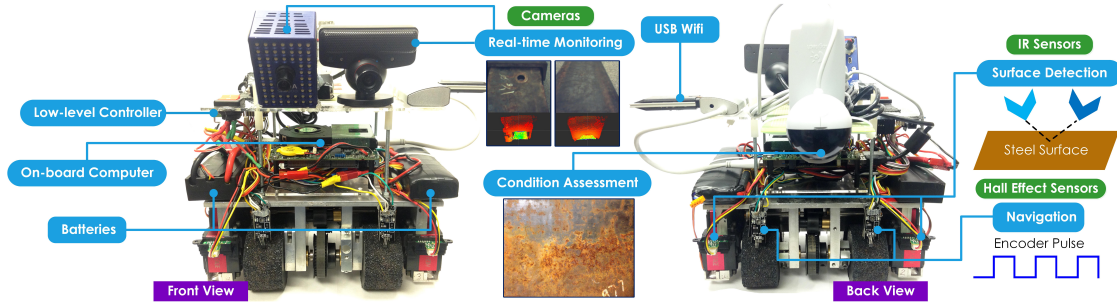 Cameras
Real-time Monitoring
USB Wifi
IR Sensors
Surface Detection
Low-level Controller
Steel Surface
On-board Computer
Condition Assessment
Hall Effect Sensors
Navigation
Batteries
Encoder Pulse
Front View
Back View